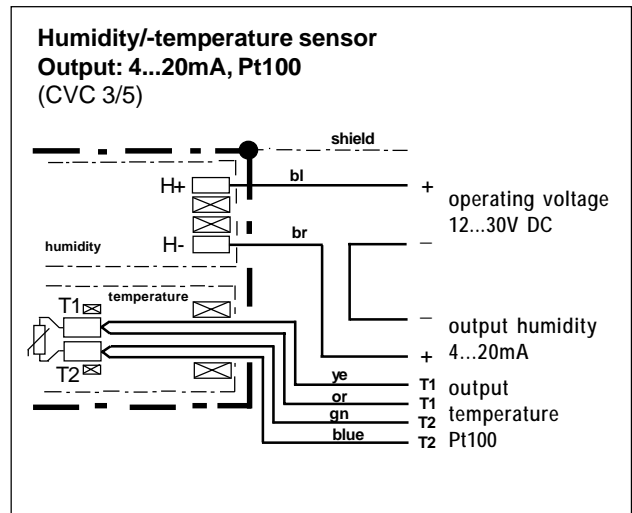 Humidity/-temperature sensor
Output: 4...20mA, Pt100
(CVC 3/5)
shield
H+
bl
+
operating voltage
12...30V DC
humidity
H-
br
–
temperature
T1
T2
–
output humidity
+
4...20mA
ye
T1
output
or
T1
temperature
gn
T2
Pt100
blue
T2